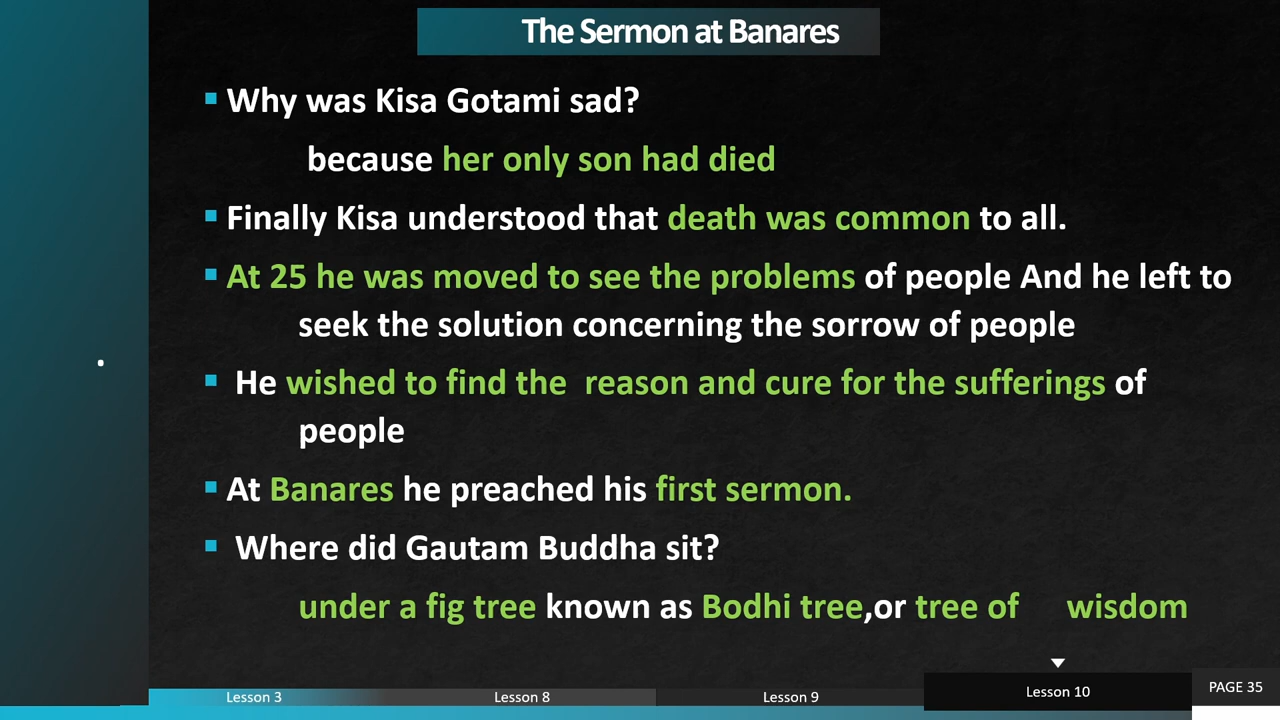 The Sermon at Banares
▪ Why was Kisa Gotami sad?
because her only son had died
▪ Finally Kisa understood that death was common to all.
▪ At 25 he was moved to see the problems of people And he left to
seek the solution concerning the sorrow of people
▪ He wished to find the reason and cure for the sufferings of
people
▪ At Banares he preached his first sermon.
▪ Where did Gautam Buddha sit?
under a fig tree known as Bodhi tree,or tree of wisdom
.
Lesson 3 Lesson 8 Lesson 9 Lesson 10 PAGE 35